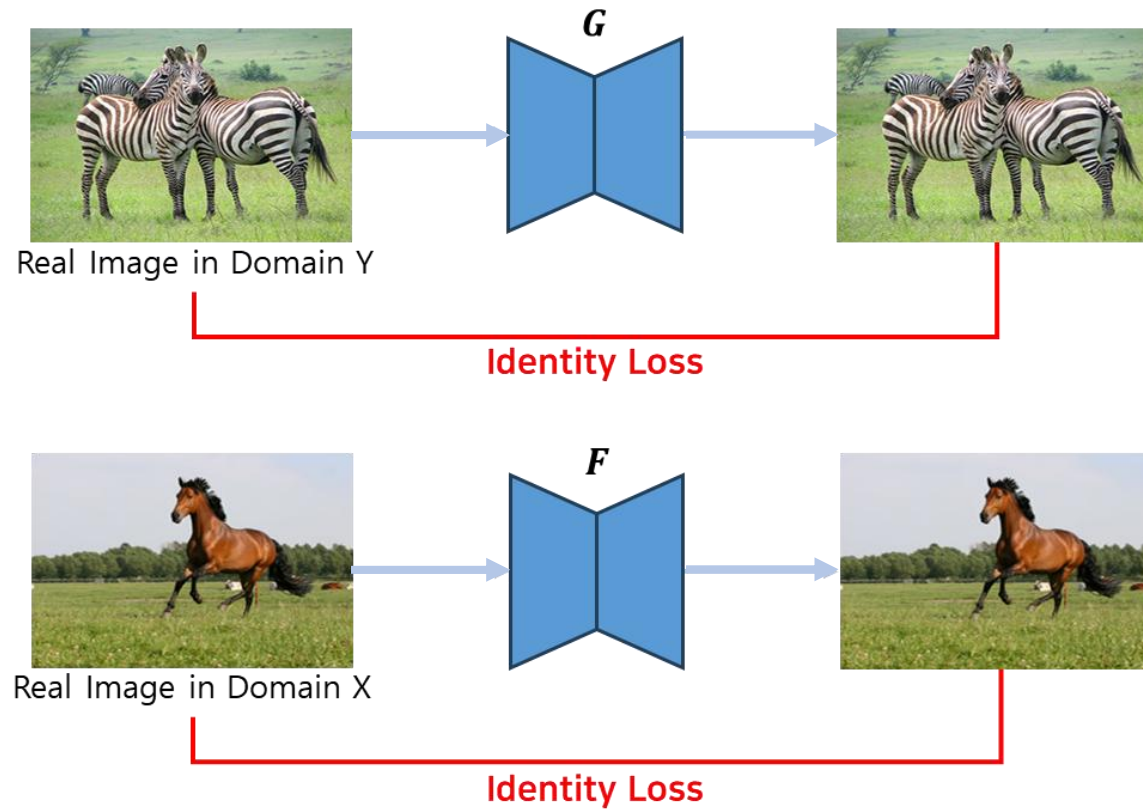 G
Real Image in Domain Y
Identity Loss
F
Real Image in Domain X
Identity Loss